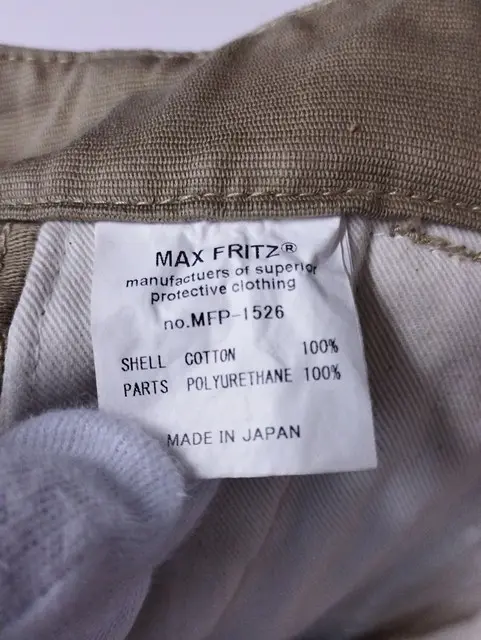 MAX FRITZ®
manufactuers of superior
protective clothing
no.MFP-1526
SHELL COTTON 100%
PARTS POLYURETHANE 100%
MADE IN JAPAN